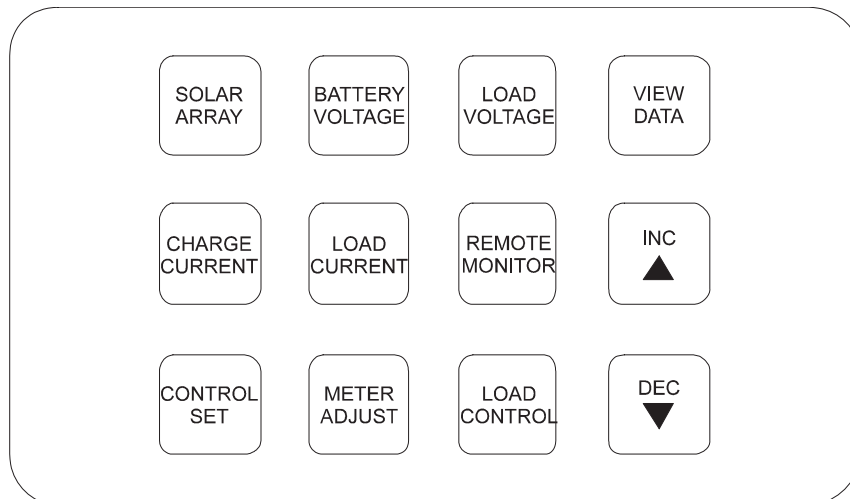 SOLAR
ARRAY
BATTERY
VOLTAGE
LOAD
VOLTAGE
VIEW
DATA
CHARGE
CURRENT
LOAD
CURRENT
REMOTE
MONITOR
INC
CONTROL
SET
METER
ADJUST
LOAD
CONTROL
DEC